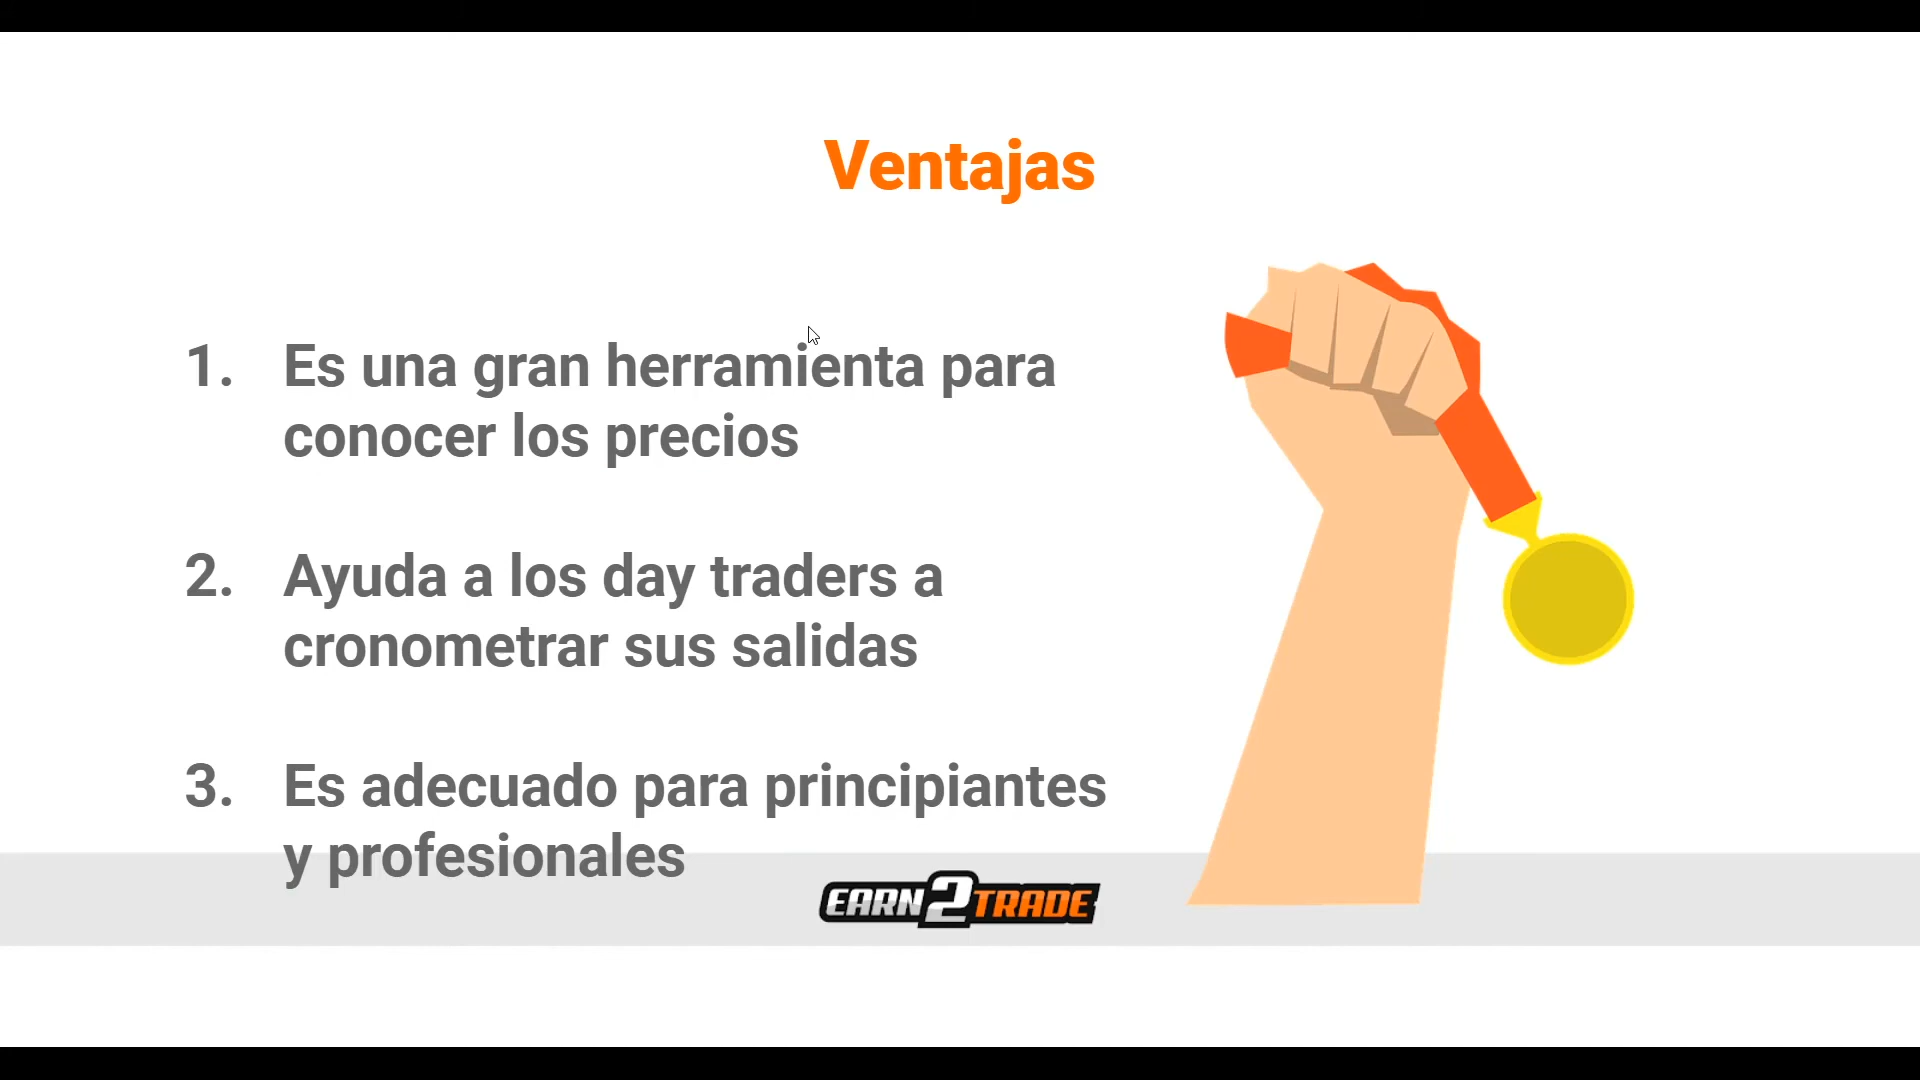 Ventajas
1. Es una gran herramienta para
conocer los precios
2. Ayuda a los day traders a
cronometrar sus salidas
3. Es adecuado para principiantes
y profesionales
EARN2TRADE